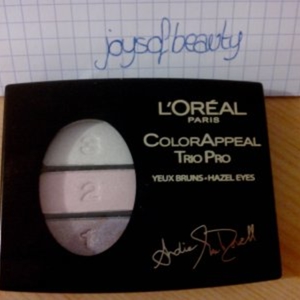 joysofbeauty
L'ORÉAL
PARIS
COLORAPPEAL
TRIO PRO
YEUX BRUNS-HAZEL EYES
3
2
1